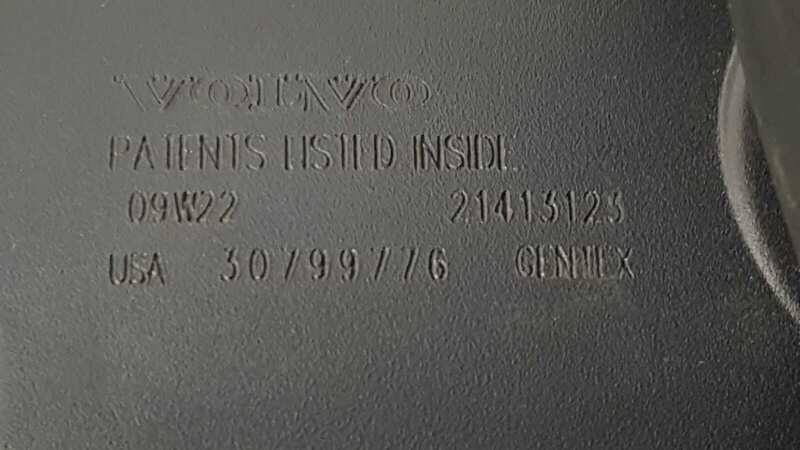 VOLVO
PATENTS LISTED INSIDE
09W22 21413123
USA 30799776 GENTEX